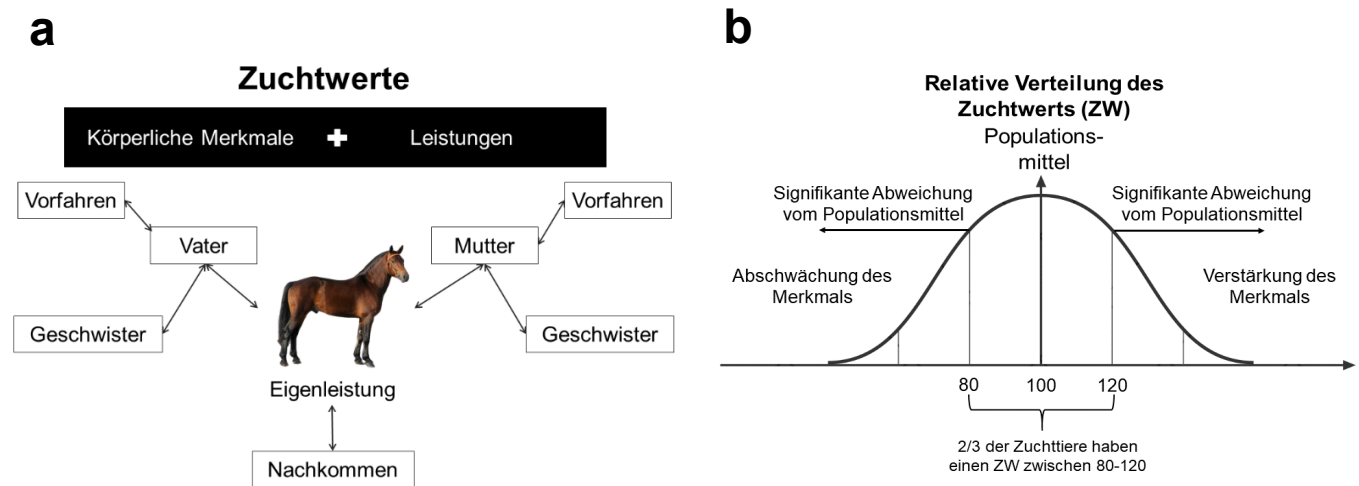 a
Zuchtwerte
Körperliche Merkmale + Leistungen
Vorfahren
Vorfahren
Vater
Mutter
Geschwister
Geschwister
Eigenleistung
Nachkommen
b
Relative Verteilung des
Zuchtwerts (ZW)
Populations-
mittel
Signifikante Abweichung
vom Populationsmittel
Signifikante Abweichung
vom Populationsmittel
Abschwächung des
Merkmals
Verstärkung des
Merkmals
80 100 120
2/3 der Zuchttiere haben
einen ZW zwischen 80-120